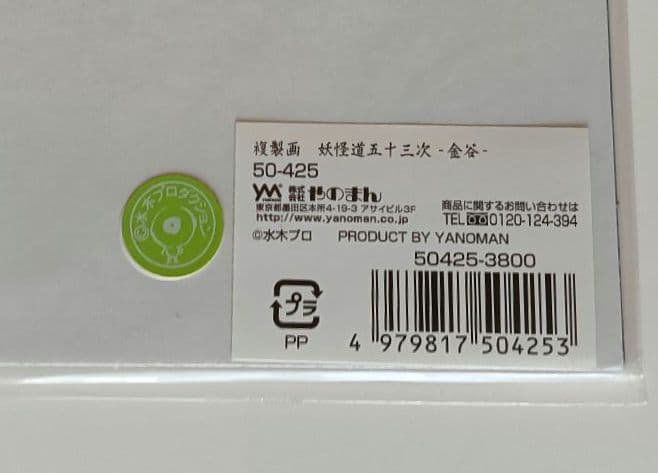 ©水木プロダクション
複製画 妖怪道五十三次 -金谷-
50-425
YM YANOMAN 株式会社 やのまん
東京都墨田区本所4-19-3 アサイビル3F
http://www.yanoman.co.jp
商品に関するお問い合わせは
TEL 0120-124-394
©水木プロ PRODUCT BY YANOMAN
50425-3800
プラ
PP
4 979817 504253